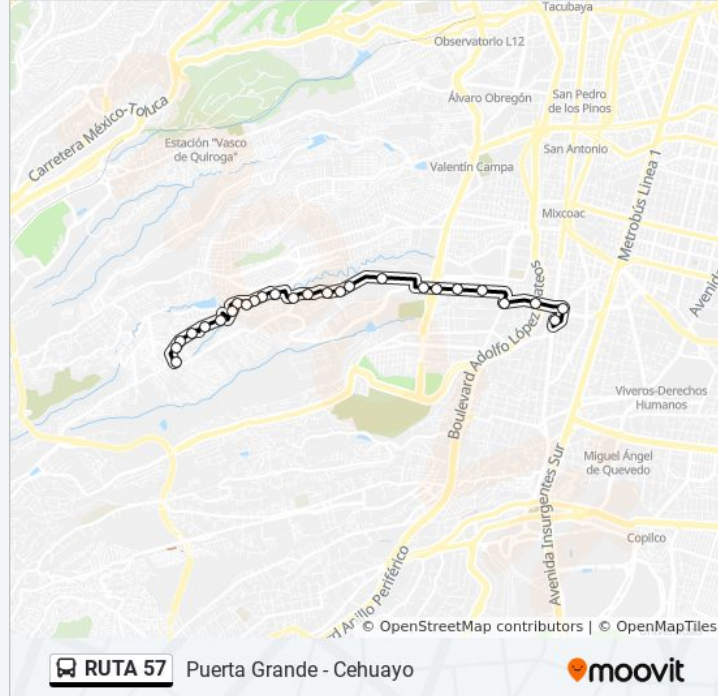 Tacubaya
Observatorio L12
Álvaro Obregón
San Pedro
de los Pinos
Carretera México-Toluca
Estación "Vasco
de Quiroga"
San Antonio
Valentín Campa
Metrobús Línea 1
Mixcoac
Avenida
Boulevard Adolfo López Mateos
Viveros-Derechos
Humanos
Miguel Ángel
de Quevedo
Avenida Insurgentes Sur
Copilco
rd Anillo Periférico
© OpenStreetMap contributors | © OpenMapTiles
RUTA 57
Puerta Grande - Cehuayo
moovit